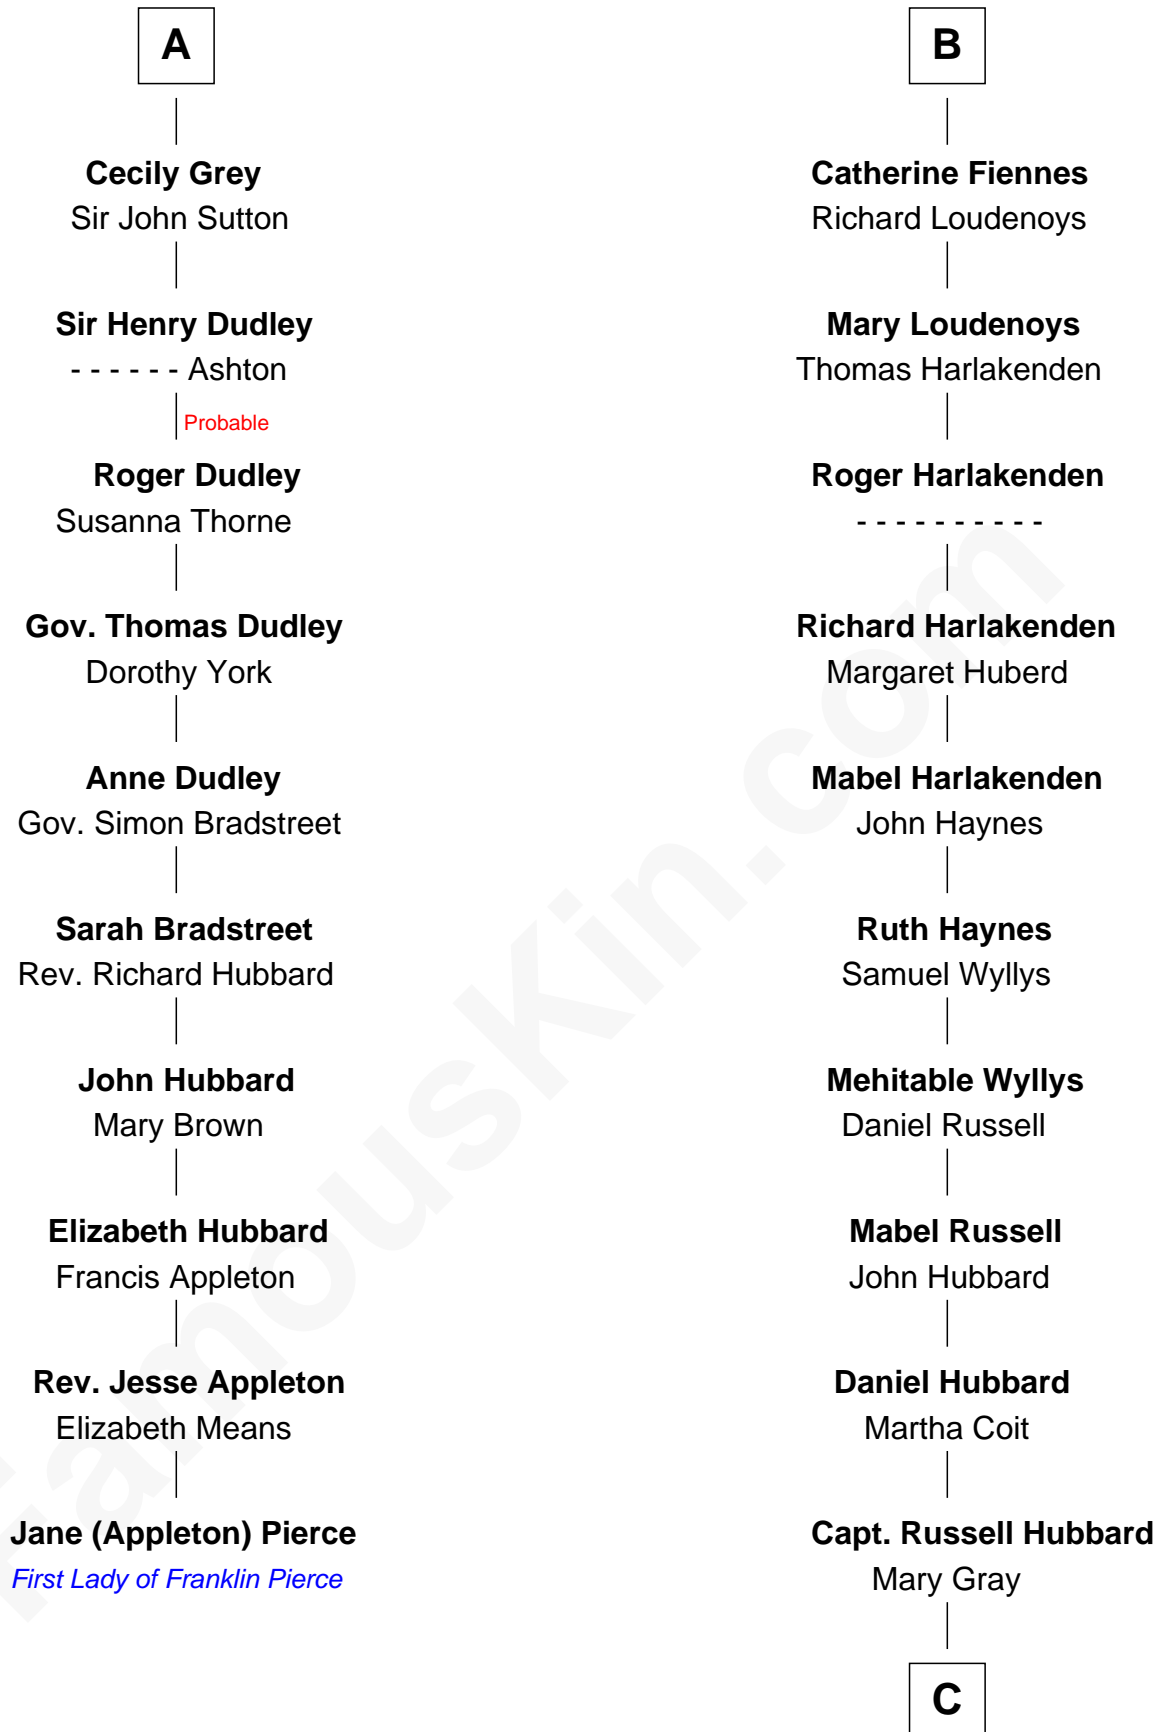 A
Cecily Grey
Sir John Sutton
Sir Henry Dudley
- - - - - - Ashton
Probable
Roger Dudley
Susanna Thorne
Gov. Thomas Dudley
Dorothy York
Anne Dudley
Gov. Simon Bradstreet
Sarah Bradstreet
Rev. Richard Hubbard
John Hubbard
Mary Brown
Elizabeth Hubbard
Francis Appleton
Rev. Jesse Appleton
Elizabeth Means
Jane (Appleton) Pierce
First Lady of Franklin Pierce
B
Catherine Fiennes
Richard Loudenoys
Mary Loudenoys
Thomas Harlakenden
Roger Harlakenden
- - - - - - - - - -
Richard Harlakenden
Margaret Huberd
Mabel Harlakenden
John Haynes
Ruth Haynes
Samuel Wyllys
Mehitable Wyllys
Daniel Russell
Mabel Russell
John Hubbard
Daniel Hubbard
Martha Coit
Capt. Russell Hubbard
Mary Gray
C
FamousKin.com